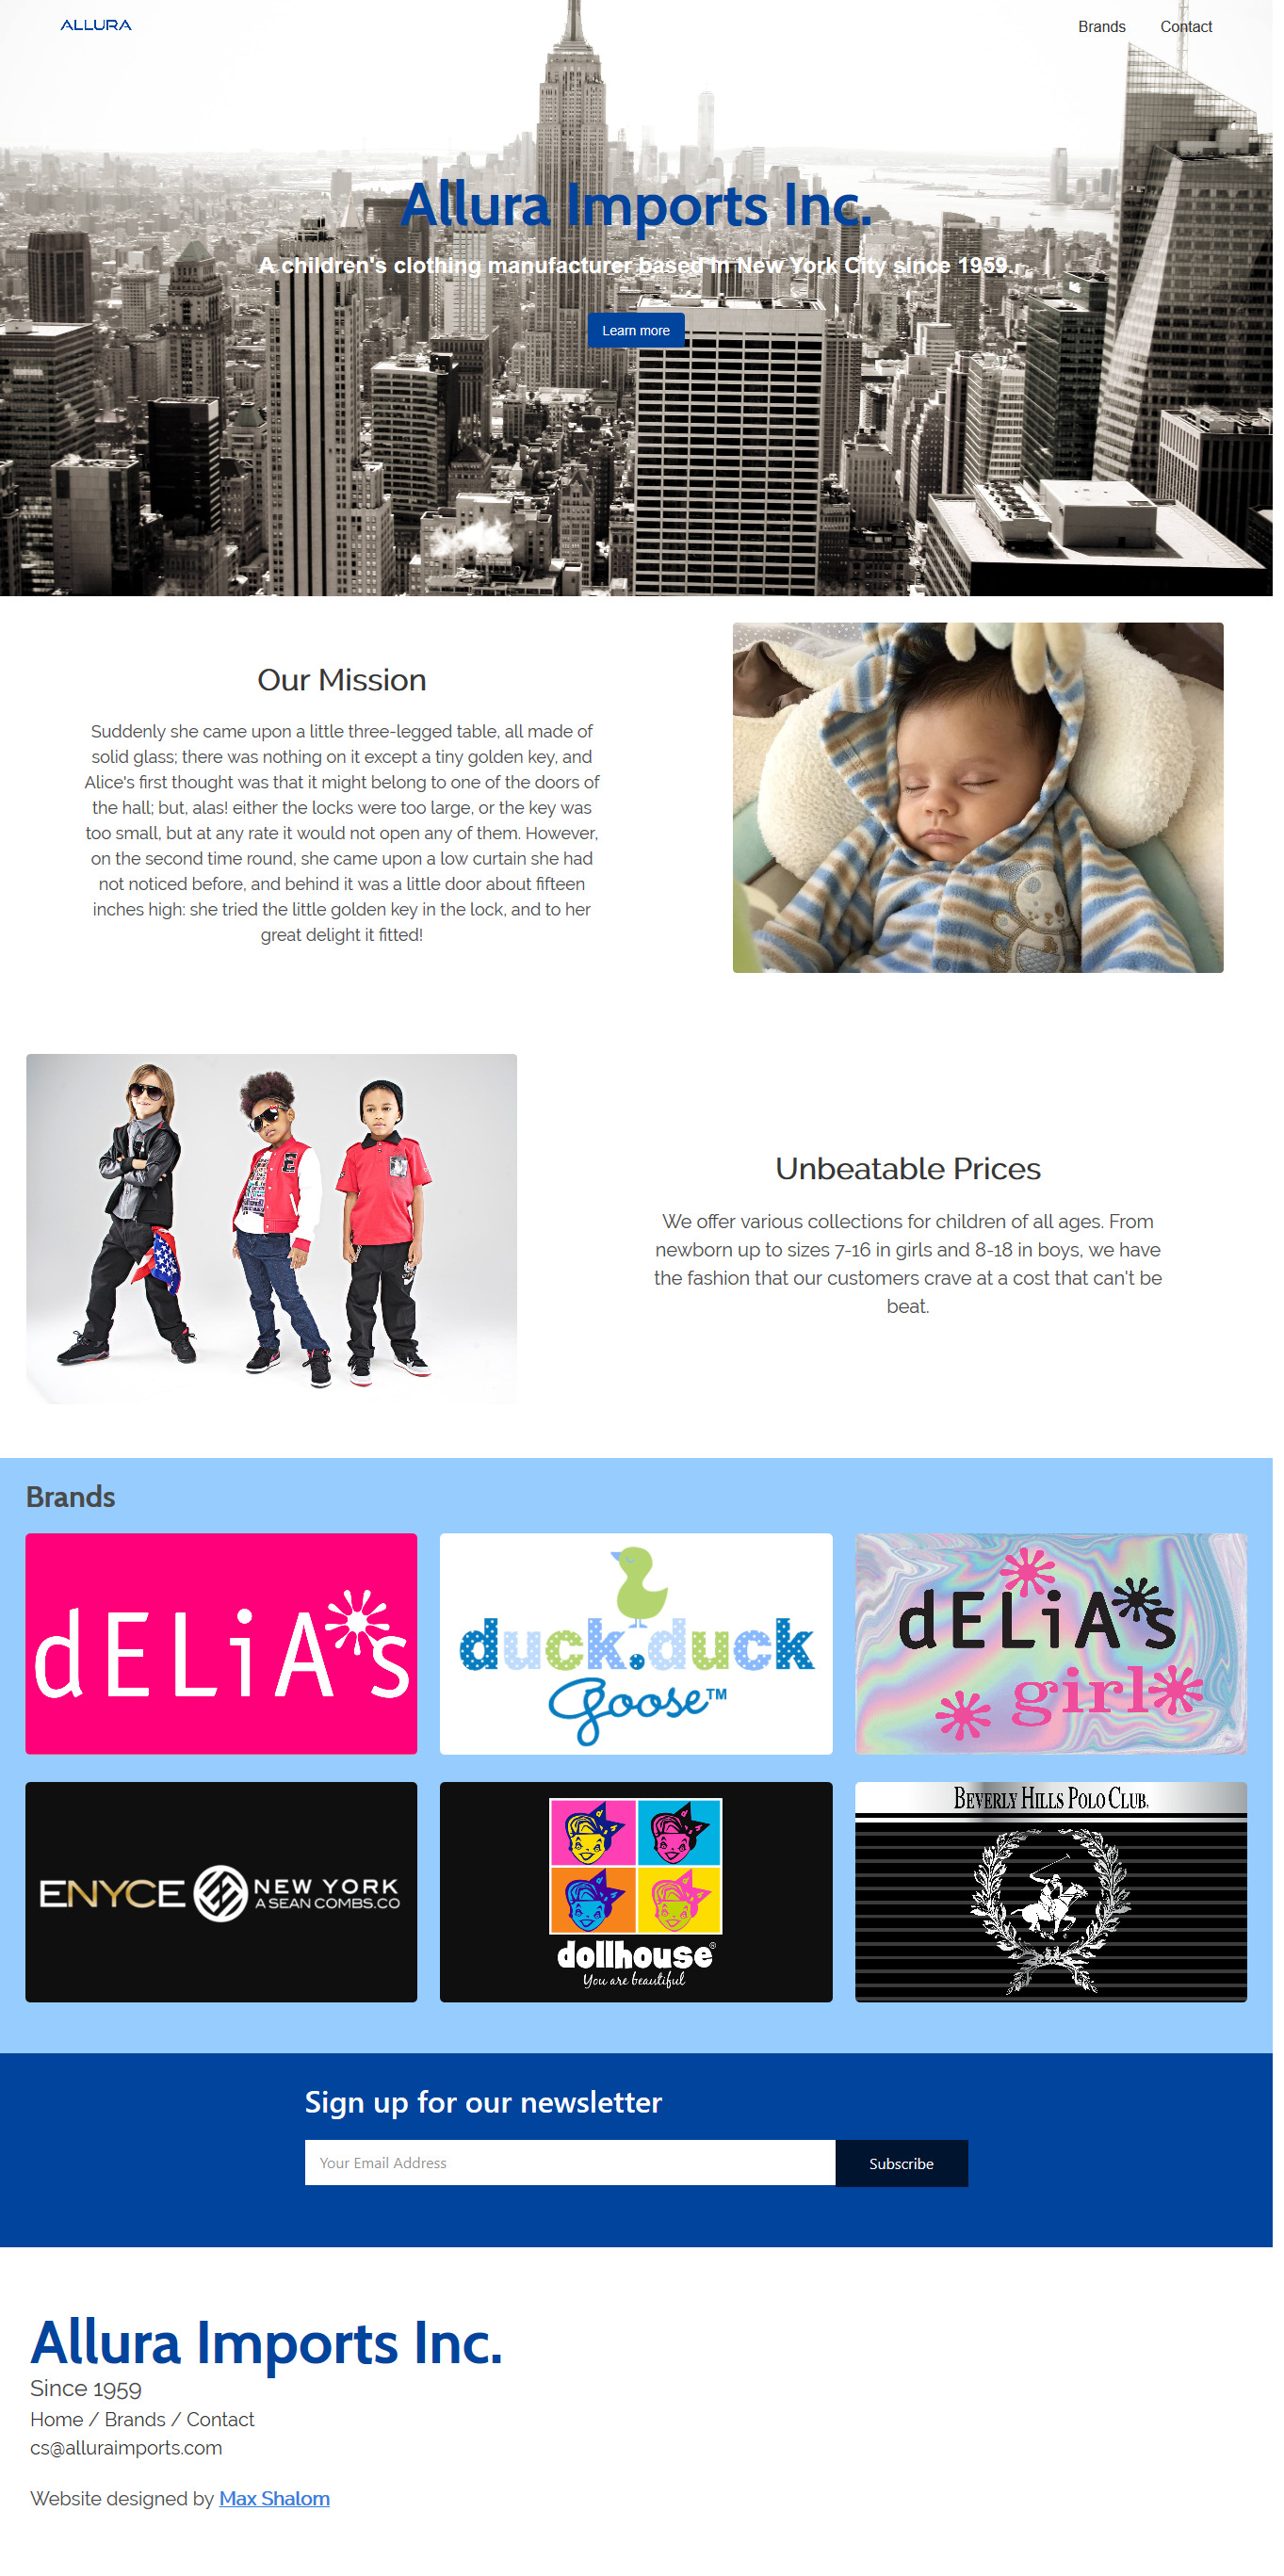 ALLURA
Brands
Contact
Allura Imports Inc.
A children's clothing manufacturer based in New York City since 1959.
Learn more
Our Mission
Suddenly she came upon a little three-legged table, all made of
solid glass; there was nothing on it except a tiny golden key, and
Alice's first thought was that it might belong to one of the doors of
the hall; but, alas! either the locks were too large, or the key was
too small, but at any rate it would not open any of them. However,
on the second time round, she came upon a low curtain she had
not noticed before, and behind it was a little door about fifteen
inches high: she tried the little golden key in the lock, and to her
great delight it fitted!
E
Unbeatable Prices
We offer various collections for children of all ages. From
newborn up to sizes 7-16 in girls and 8-18 in boys, we have
the fashion that our customers crave at a cost that can't be
beat.
Brands
dELiA*s
duck.duck
goose™
dELiA*s
girl*
ENYCE NEW YORK
A SEAN COMBS.CO
dollhouse®
You are beautiful
BEVERLY HILLS POLO CLUB.
Sign up for our newsletter
Your Email Address
Subscribe
Allura Imports Inc.
Since 1959
Home / Brands / Contact
cs@alluraimports.com
Website designed by Max Shalom